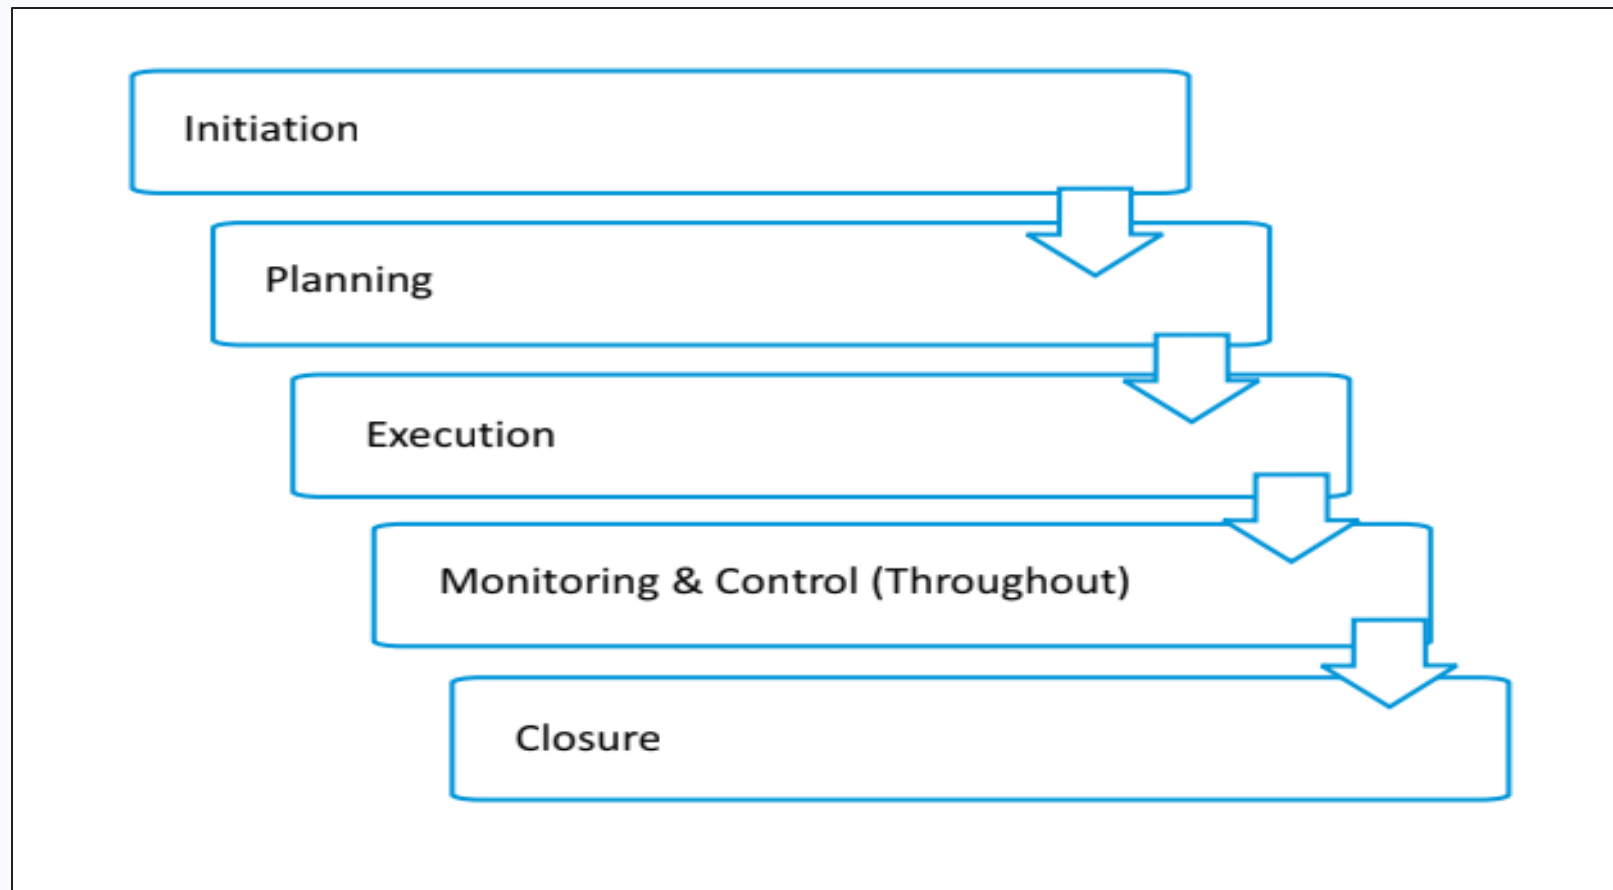 Initiation
Planning
Execution
Monitoring & Control (Throughout)
Closure